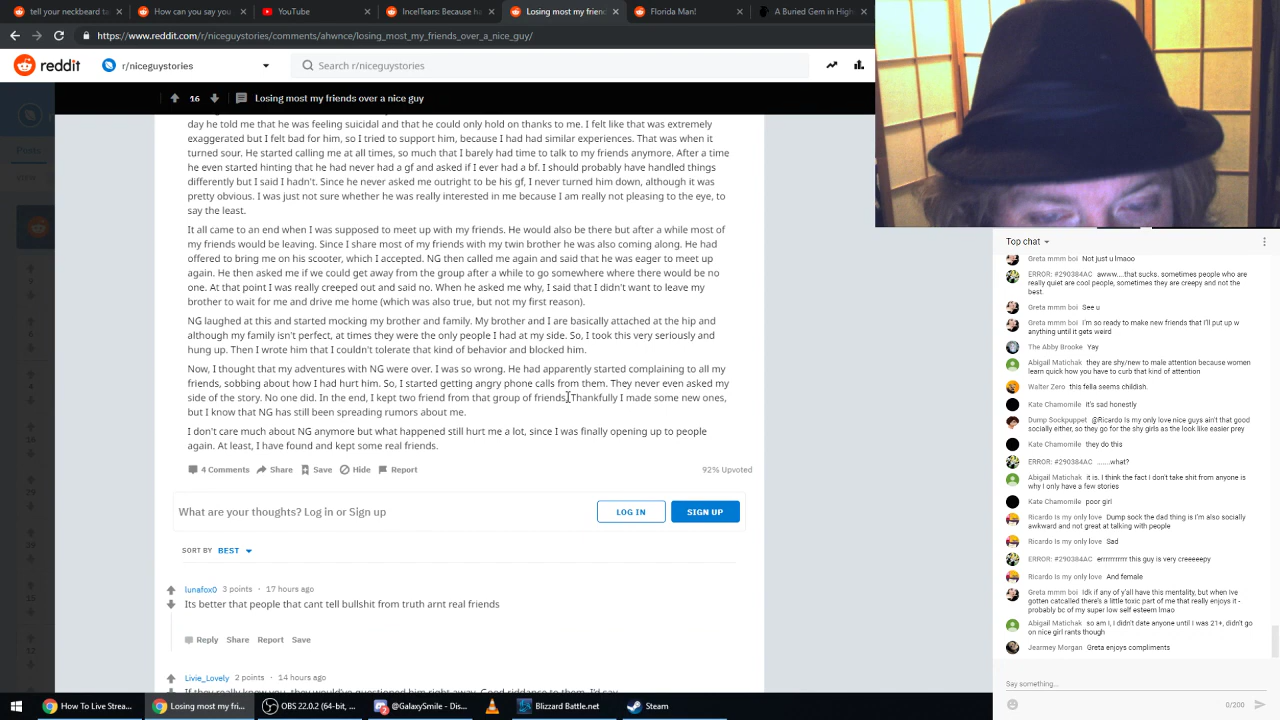 tell your neckbeard ta
How can you say you
YouTube
IncelTears: Because ha
Losing most my frien
Florida Man!
A Buried Gem in High
https://www.reddit.com/r/niceguystories/comments/ahwnce/losing_most_my_friends_over_a_nice_guy/
reddit
r/niceguystories
Search r/niceguystories
16
Losing most my friends over a nice guy
Posts
VIEW
day he told me that he was feeling suicidal and that he could only hold on thanks to me. I felt like that was extremely
exaggerated but I felt bad for him, so I tried to support him, because I had had similar experiences. That was when it
turned sour. He started calling me at all times, so much that I barely had time to talk to my friends anymore. After a time
he even started hinting that he had never had a gf and asked if I ever had a bf. I should probably have handled things
differently but I said I hadn't. Since he never asked me outright to be his gf, I never turned him down, although it was
pretty obvious. I was just not sure whether he was really interested in me because I am really not pleasing to the eye, to
say the least.
It all came to an end when I was supposed to meet up with my friends. He would also be there but after a while most of
my friends would be leaving. Since I share most of my friends with my twin brother he was also coming along. He had
offered to bring me on his scooter, which I accepted. NG then called me again and said that he was eager to meet up
again. He then asked me if we could get away from the group after a while to go somewhere where there would be no
one. At that point I was really creeped out and said no. When he asked me why, I said that I didn't want to leave my
brother to wait for me and drive me home (which was also true, but not my first reason).
NG laughed at this and started mocking my brother and family. My brother and I are basically attached at the hip and
although my family isn't perfect, at times they were the only people I had at my side. So, I took this very seriously and
hung up. Then I wrote him that I couldn't tolerate that kind of behavior and blocked him.
Now, I thought that my adventures with NG were over. I was so wrong. He had apparently started complaining to all my
friends, sobbing about how I had hurt him. So, I started getting angry phone calls from them. They never even asked my
side of the story. No one did. In the end, I kept two friend from that group of friends. Thankfully I made some new ones,
but I know that NG has still been spreading rumors about me.
I don't care much about NG anymore but what happened still hurt me a lot, since I was finally opening up to people
again. At least, I have found and kept some real friends.
4 Comments Share Save Hide Report
92% Upvoted
What are your thoughts? Log in or Sign up
LOG IN
SIGN UP
SORT BY BEST
lunafox0 3 points · 17 hours ago
Its better that people that cant tell bullshit from truth arnt real friends
Reply Share Report Save
Livie_Lovely 2 points · 14 hours ago
If they really knew you, they would've questioned him right away. Good riddance to them, I'd say
Top chat
Greta mmm boi Not just u lmaoo
ERROR: #290384AC awww....that sucks. sometimes people who are
really quiet are cool people, sometimes they are creepy and not the
best.
Greta mmm boi See u
Greta mmm boi I'm so ready to make new friends that I'll put up w
anything until it gets weird
The Abby Brooke Yay
Abigail Matichak they are shy/new to male attention because women
learn quick how you have to curb that kind of attention
Walter Zero. this fella seems childish.
Kate Chamomile it's sad honestly
Dump Sockpuppet @Ricardo Is my only love nice guys ain't that good
socially either, so they go for the shy girls as the look like easier prey
Kate Chamomile they do this
ERROR: #290384AC .......what?
Abigail Matichak it is. I think the fact I don't take shit from anyone is
why I only have a few stories
Kate Chamomile poor girl
Ricardo Is my only love Dump sock the dad thing is I'm also socially
awkward and not great at talking with people
Ricardo Is my only love Sad
ERROR: #290384AC errrrrrrrrr this guy is very creeeeepy
Ricardo Is my only love And female
Greta mmm boi Idk if any of y'all have this mentality, but when Ive
gotten catcalled there's a little toxic part of me that really enjoys it -
probably bc of my super low self esteem lmao
Abigail Matichak so am I, I didn't date anyone until I was 21+, didn't go
on nice girl rants though
Jearmey Morgan Greta enjoys compliments
Say something...
0/200
How To Live Strea...
Losing most my fri...
OBS 22.0.2 (64-bit, ...
@GalaxySmile - Dis...
Blizzard Battle.net
Steam